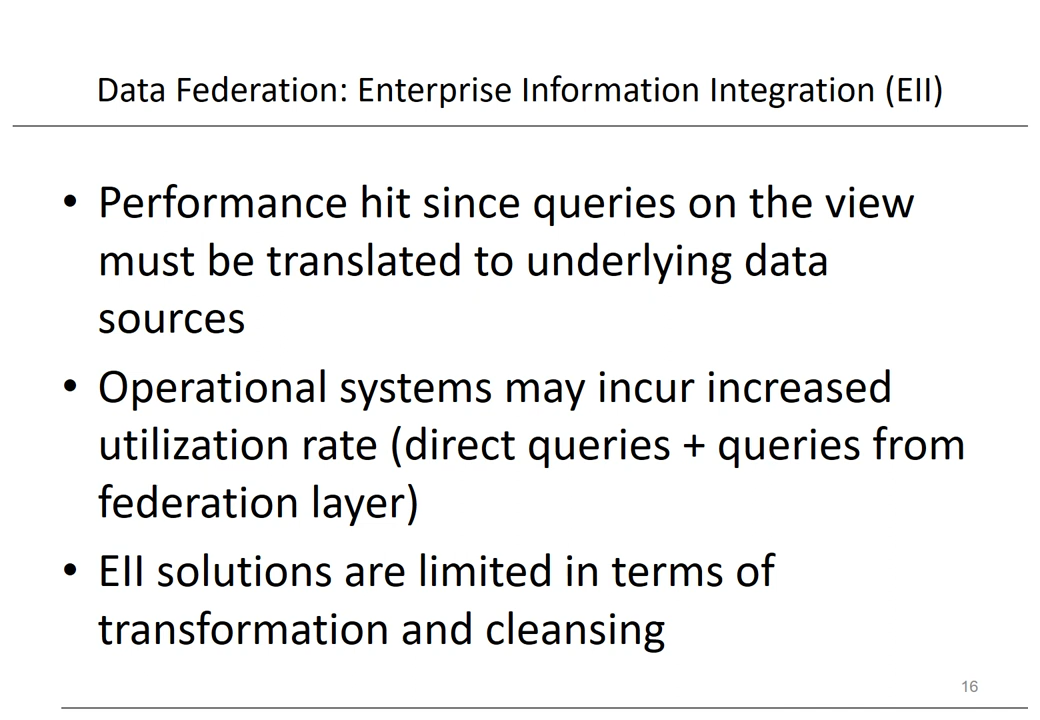 Data Federation: Enterprise Information Integration (EII)
• Performance hit since queries on the view
must be translated to underlying data
sources
• Operational systems may incur increased
utilization rate (direct queries + queries from
federation layer)
• EII solutions are limited in terms of
transformation and cleansing
16